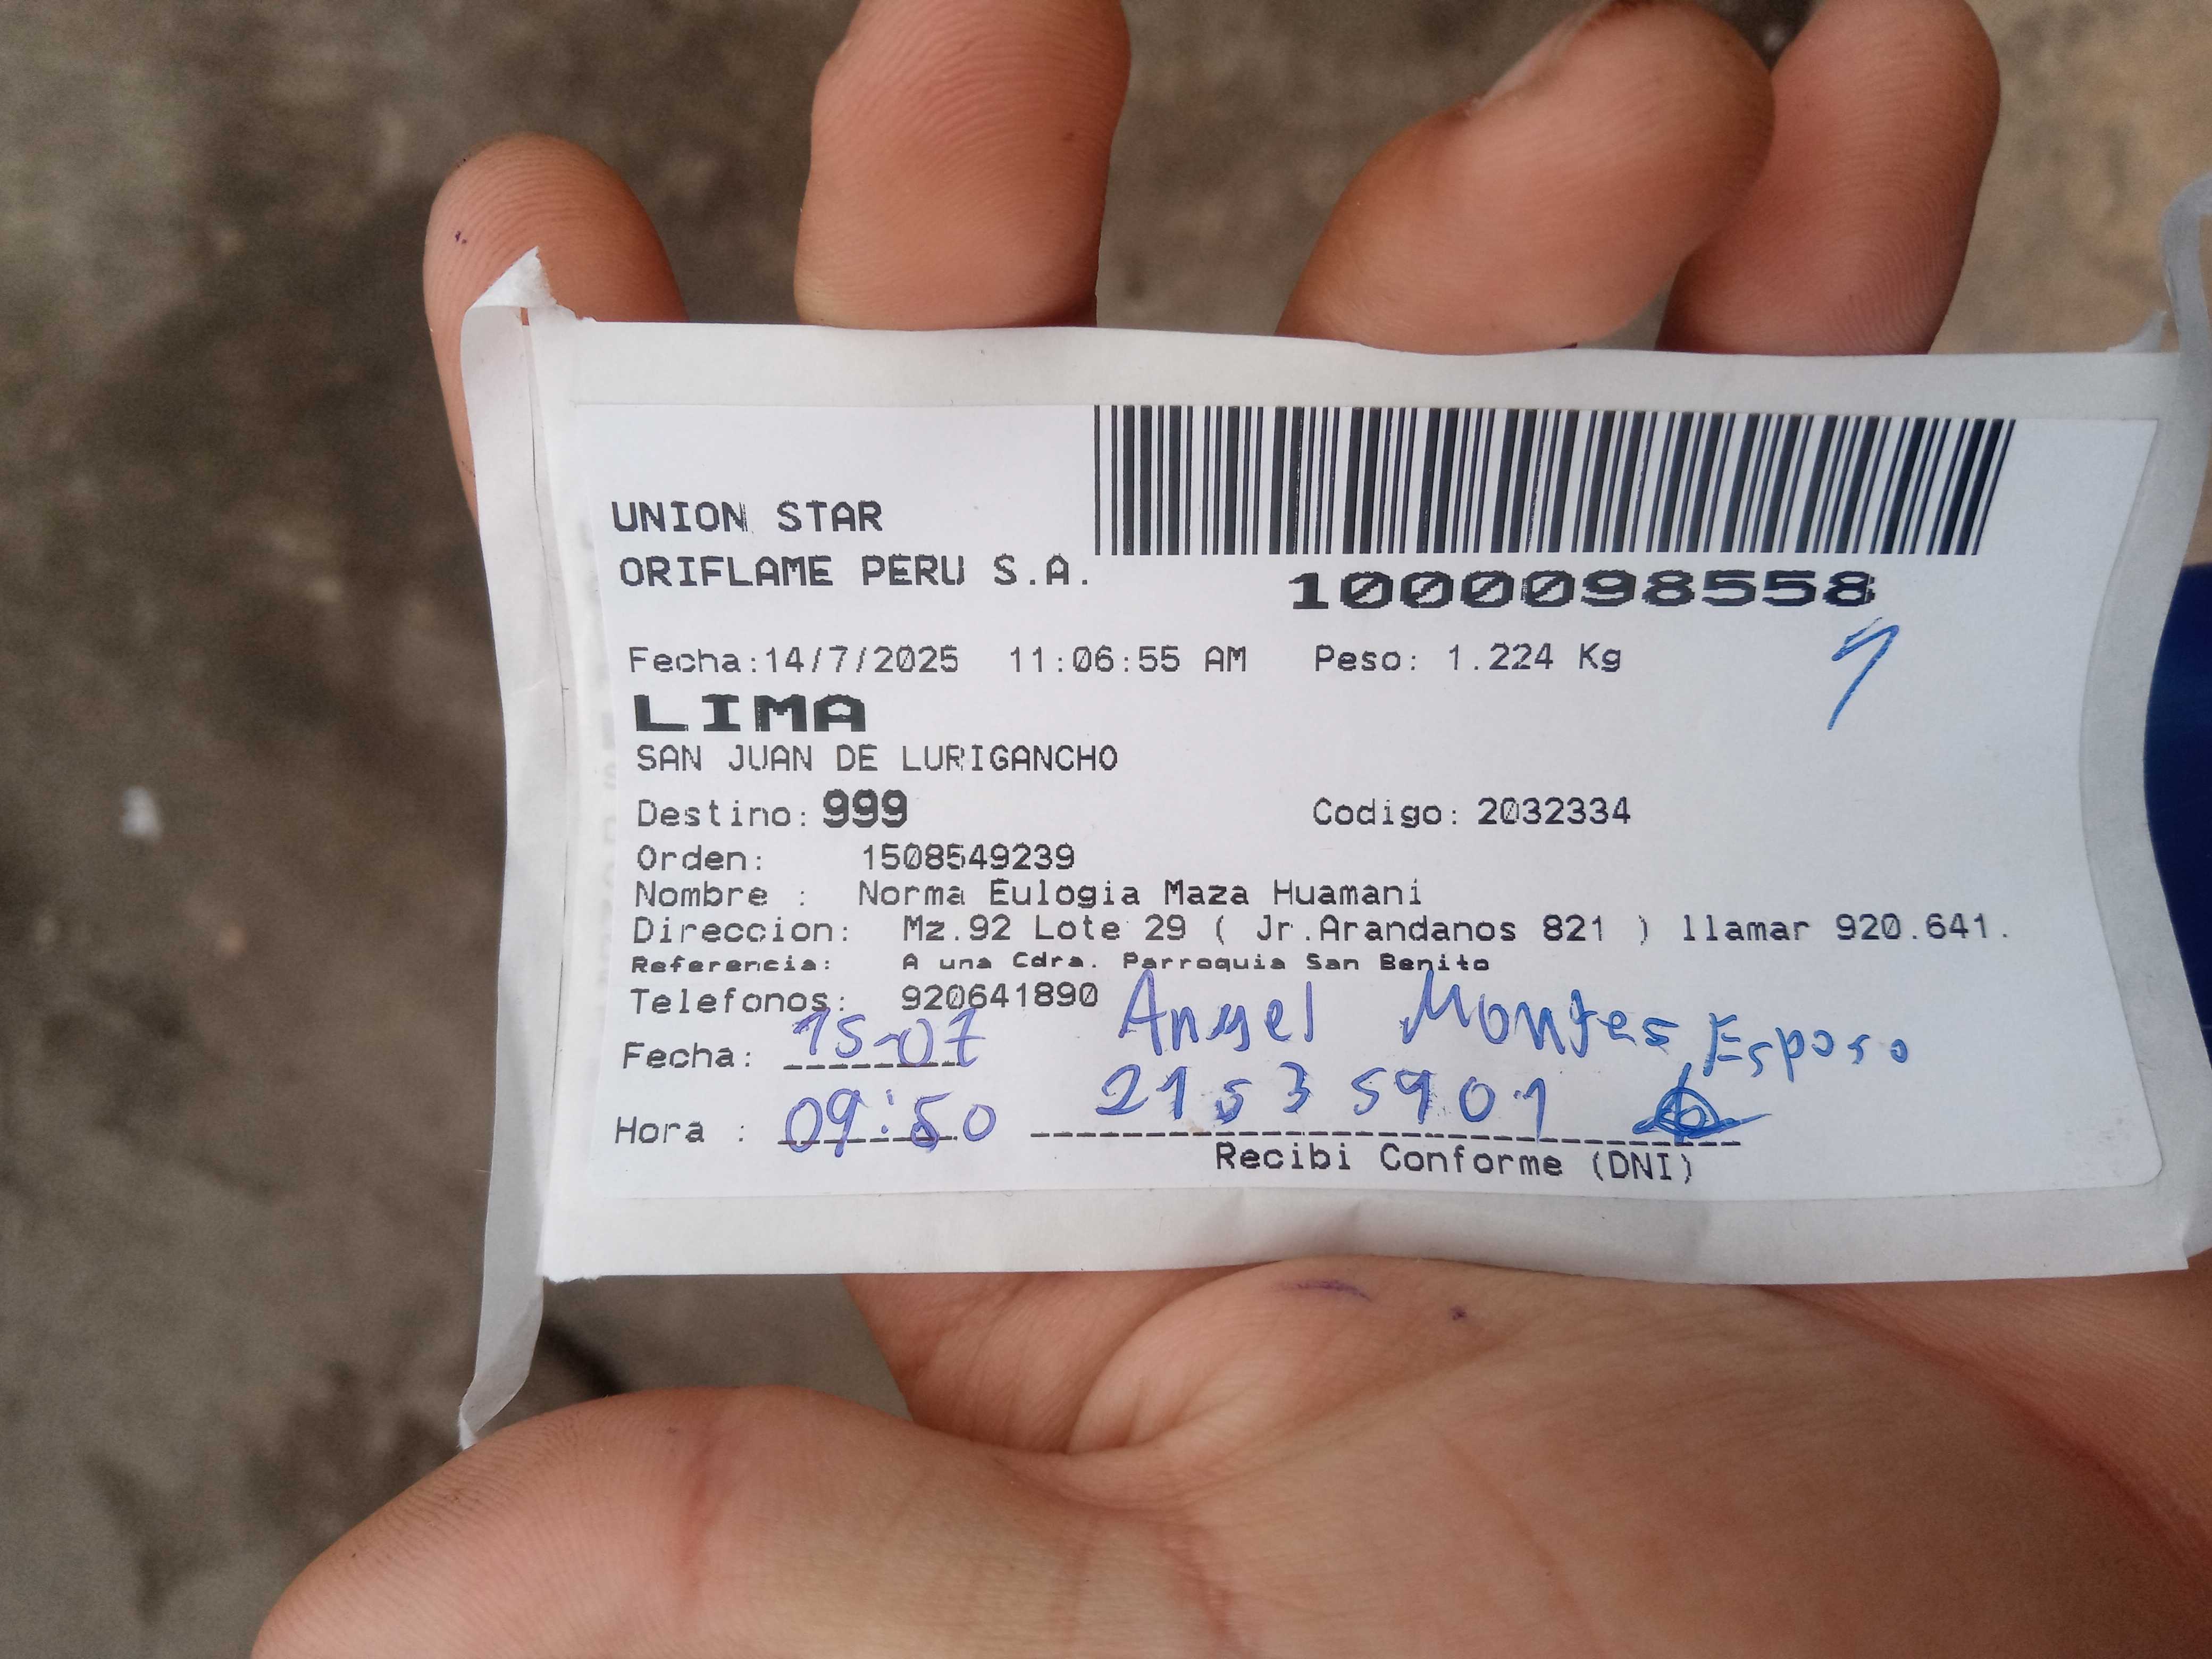 UNION STAR
ORIFLAME PERU S.A.
1000098558
1
Fecha:14/7/2025 11:06:55 AM Peso: 1.224 Kg
LIMA
SAN JUAN DE LURIGANCHO
Destino: 999 Codigo: 2032334
Orden: 1508549239
Nombre : Norma Eulogia Maza Huamani
Direccion: Mz.92 Lote 29 ( Jr.Arandanos 821 ) llamar 920.641.
Referencia: A una Cdra. Parroquia San Benito
Telefonos: 920641890
Angel Montes Esposo
Fecha: 15-07
21535901
Hora : 09:50
Recibi Conforme (DNI)